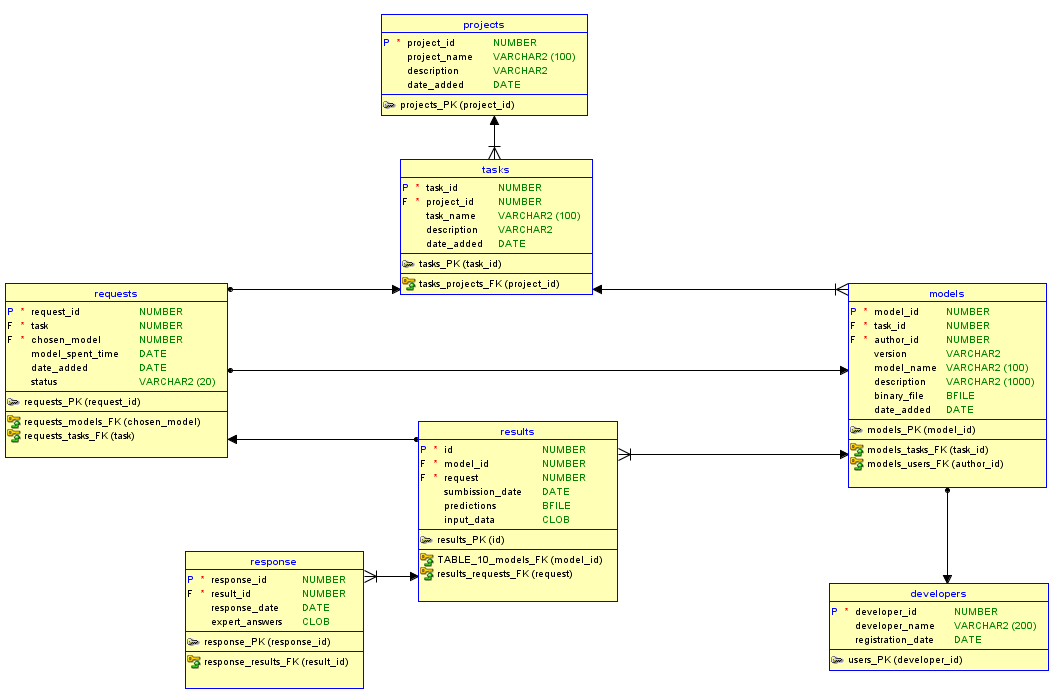 projects
P * project_id NUMBER
project_name VARCHAR2 (100)
description VARCHAR2
date_added DATE
projects_PK (project_id)
tasks
P * task_id NUMBER
F * project_id NUMBER
task_name VARCHAR2 (100)
description VARCHAR2
date_added DATE
tasks_PK (task_id)
tasks_projects_FK (project_id)
requests
P * request_id NUMBER
F * task NUMBER
F * chosen_model NUMBER
model_spent_time DATE
date_added DATE
status VARCHAR2 (20)
requests_PK (request_id)
requests_models_FK (chosen_model)
requests_tasks_FK (task)
models
P * model_id NUMBER
F * task_id NUMBER
F * author_id NUMBER
version VARCHAR2
model_name VARCHAR2 (100)
description VARCHAR2 (1000)
binary_file BFILE
date_added DATE
models_PK (model_id)
models_tasks_FK (task_id)
models_users_FK (author_id)
results
P * id NUMBER
F * model_id NUMBER
F * request NUMBER
sumbission_date DATE
predictions BFILE
input_data CLOB
results_PK (id)
TABLE_10_models_FK (model_id)
results_requests_FK (request)
response
P * response_id NUMBER
F * result_id NUMBER
response_date DATE
expert_answers CLOB
response_PK (response_id)
response_results_FK (result_id)
developers
P * developer_id NUMBER
developer_name VARCHAR2 (200)
registration_date DATE
users_PK (developer_id)